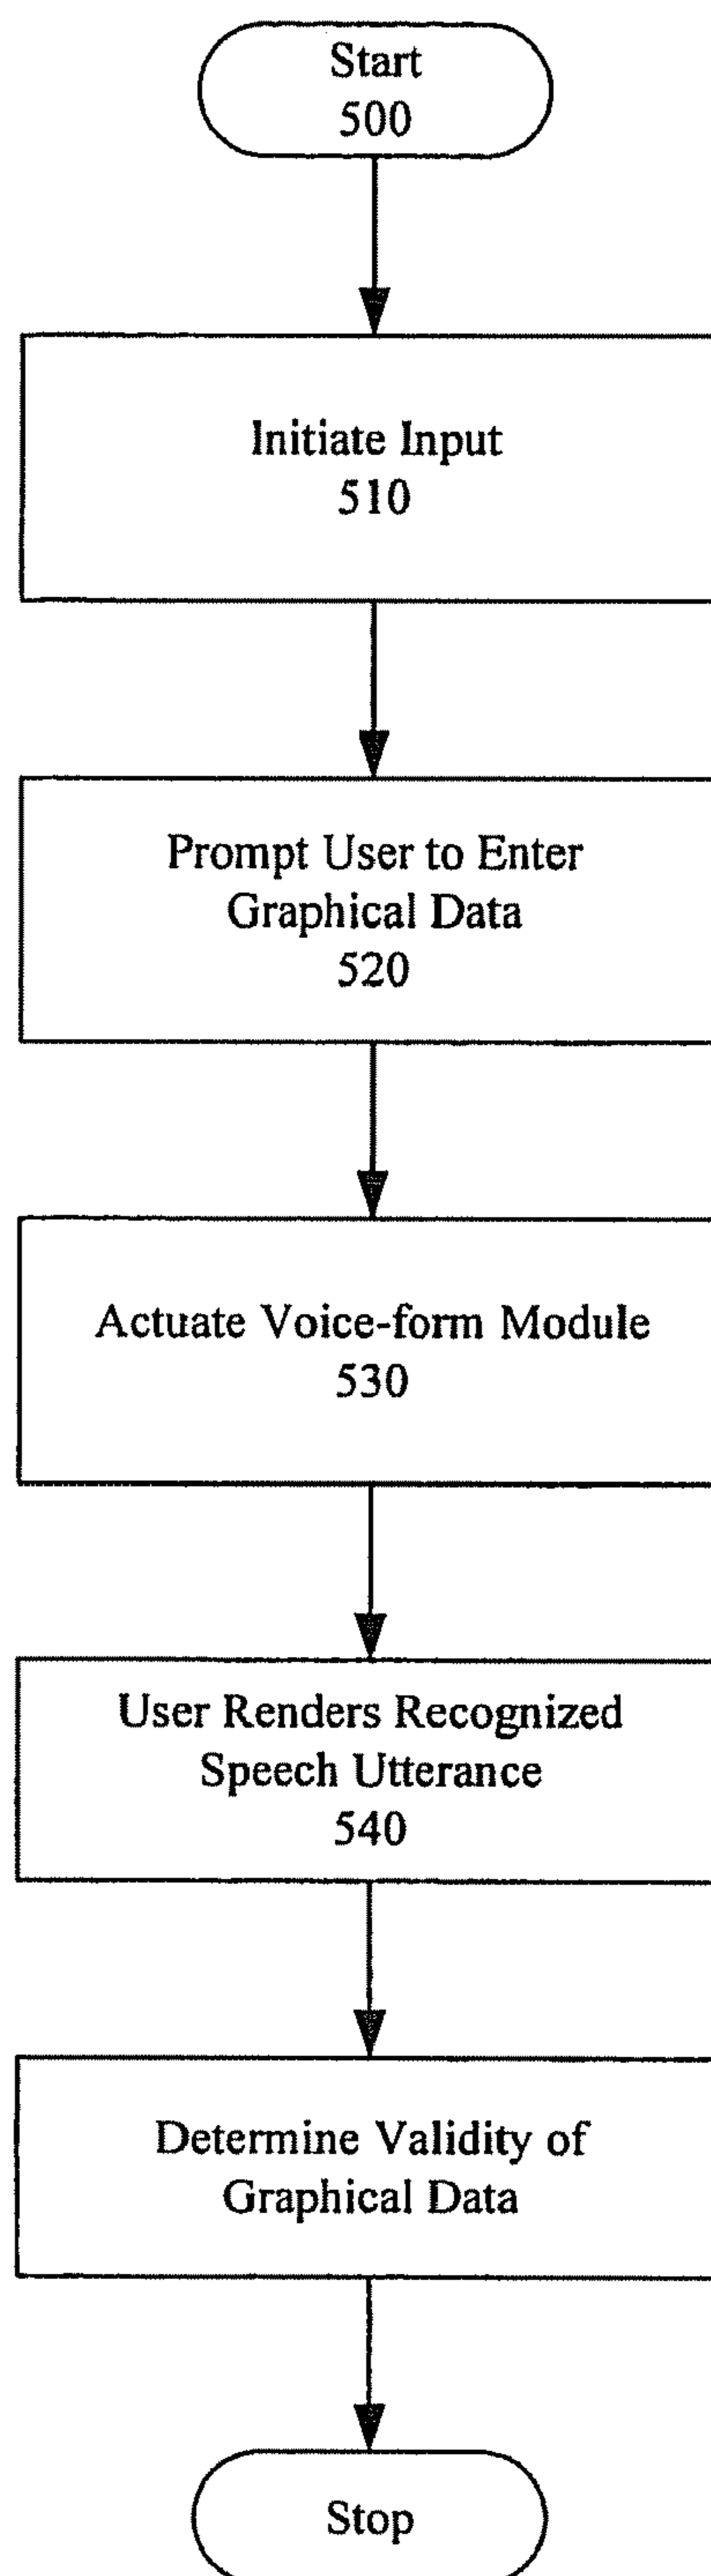 Start
500
Initiate Input
510
Prompt User to Enter
Graphical Data
520
Actuate Voice-form Module
530
User Renders Recognized
Speech Utterance
540
Determine Validity of
Graphical Data
Stop